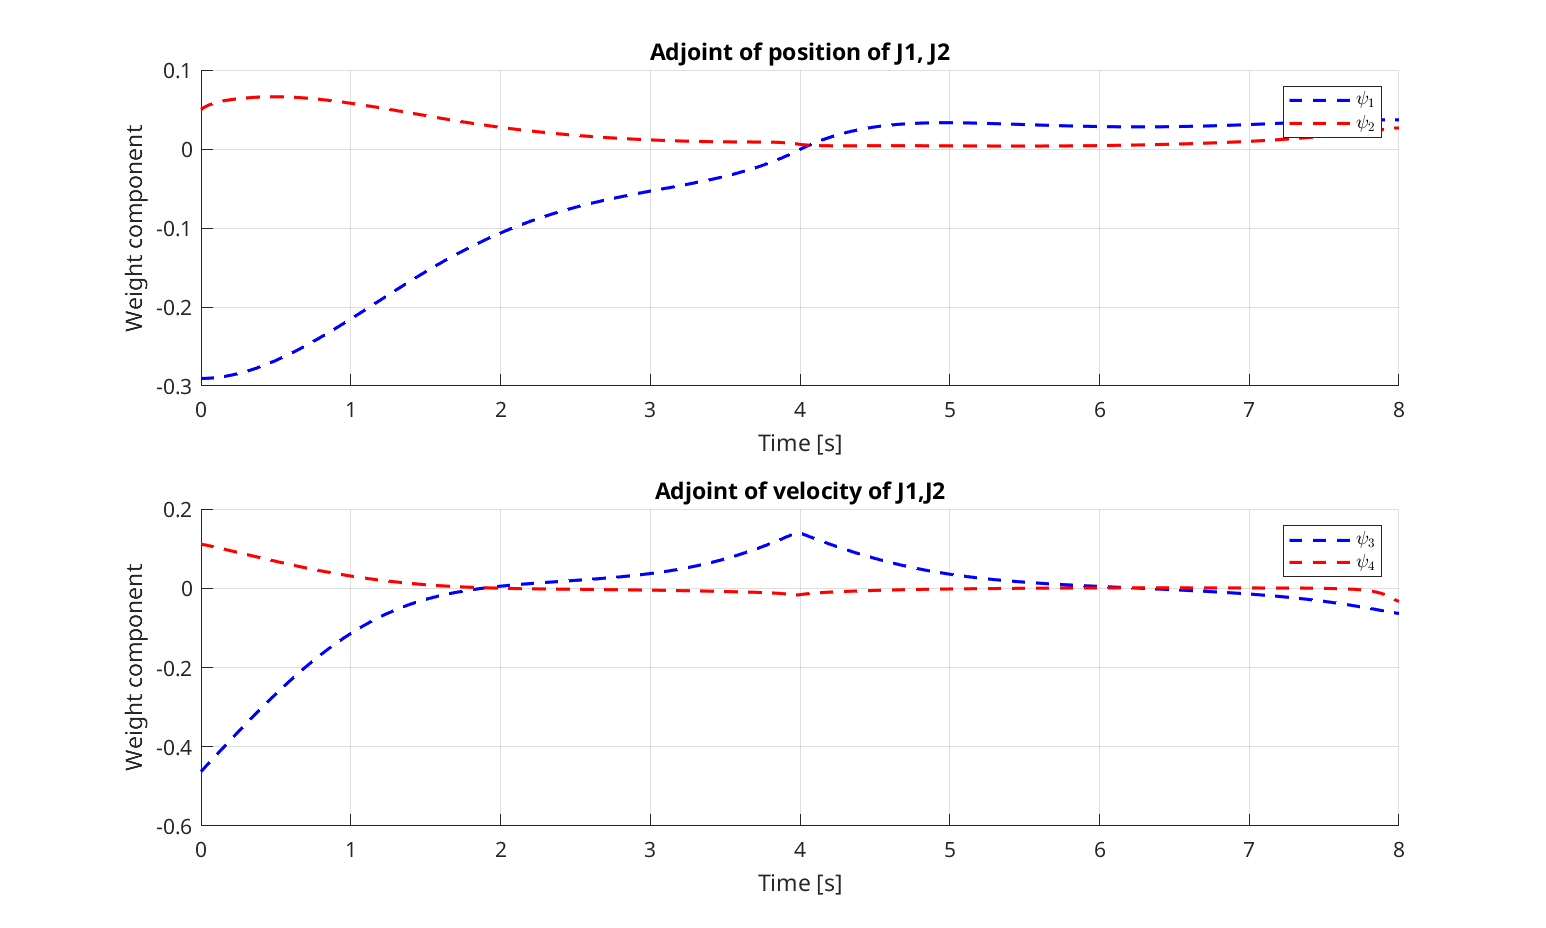 Adjoint of position of J1, J2
0.1
0
-0.1
-0.2
-0.3
Weight component
ψ1
ψ2
0 1 2 3 4 5 6 7 8
Time [s]
Adjoint of velocity of J1,J2
0.2
0
-0.2
-0.4
-0.6
Weight component
ψ3
ψ4
0 1 2 3 4 5 6 7 8
Time [s]